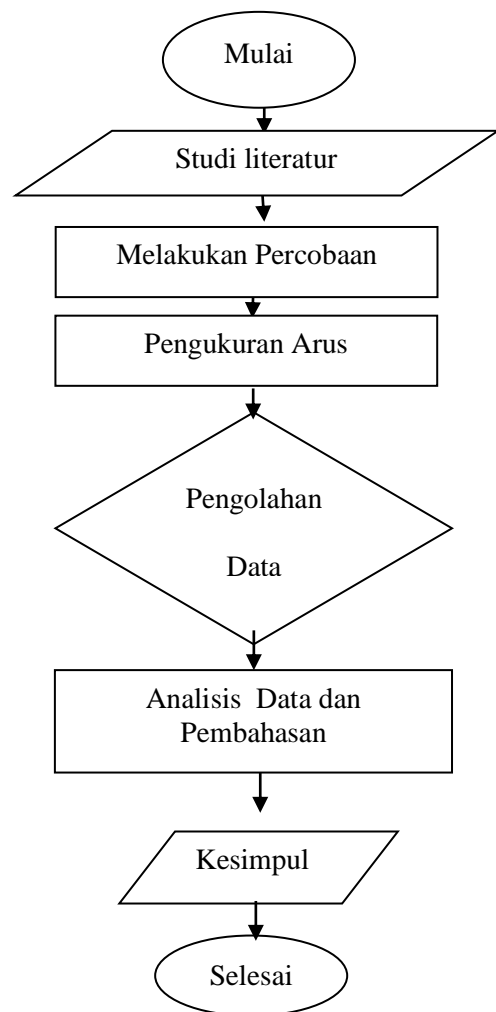 Mulai
Studi literatur
Melakukan Percobaan
Pengukuran Arus
Pengolahan
Data
Analisis  Data dan
Pembahasan
Kesimpul
Selesai